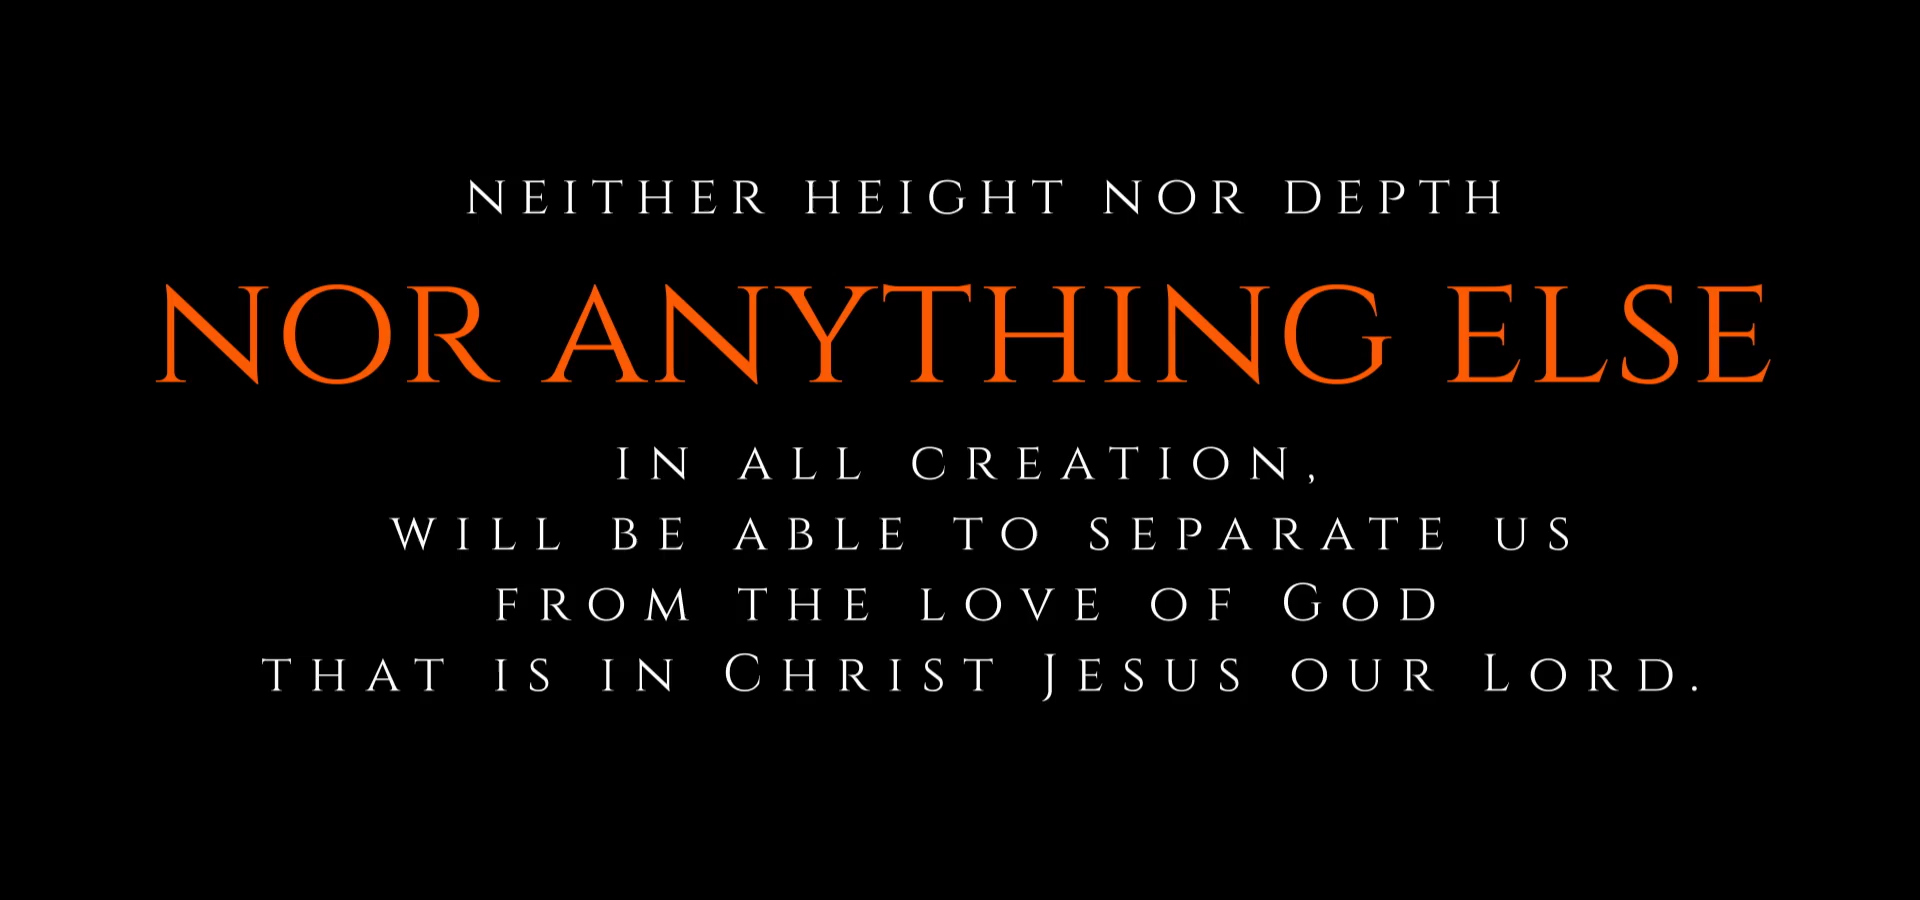 NEITHER HEIGHT NOR DEPTH
NOR ANYTHING ELSE
IN ALL CREATION,
WILL BE ABLE TO SEPARATE US
FROM THE LOVE OF GOD
THAT IS IN CHRIST JESUS OUR LORD.